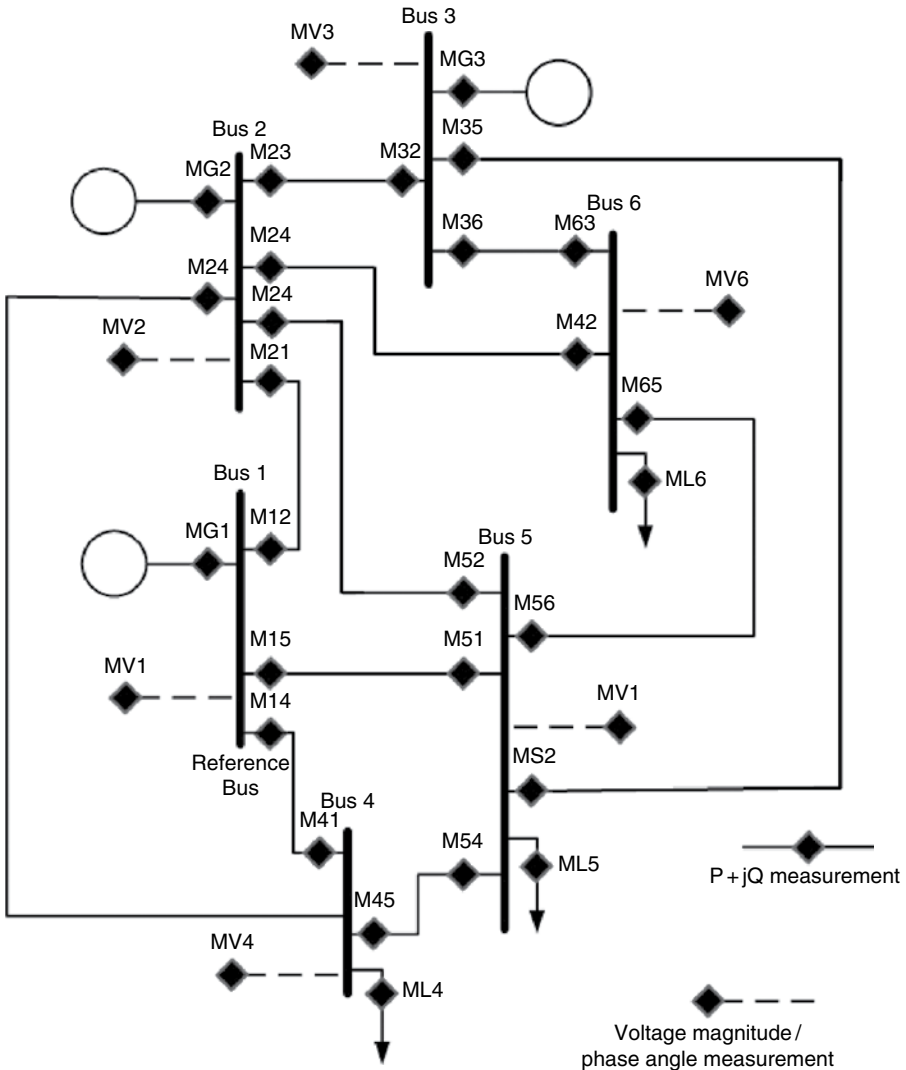 Bus 3
MV3
MG3
Bus 2
M23
M32
M35
MG2
Bus 6
M24
M36
M63
M24
M24
MV6
MV2
M42
M21
M65
Bus 1
ML6
MG1
M12
Bus 5
M52
M56
M15
M51
MV1
MV1
M14
Reference
Bus
MS2
Bus 4
M41
M54
ML5
P + jQ measurement
M45
MV4
ML4
Voltage magnitude /
phase angle measurement